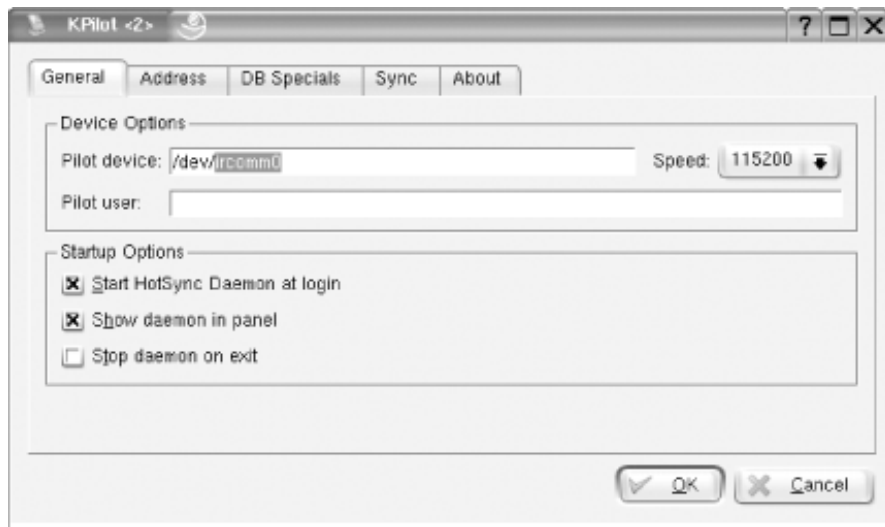 KPilot <2>
General Address DB Specials Sync About
Device Options
Pilot device: /dev/ircomm0 Speed: 115200
Pilot user:
Startup Options
Start HotSync Daemon at login
Show daemon in panel
Stop daemon on exit
OK Cancel